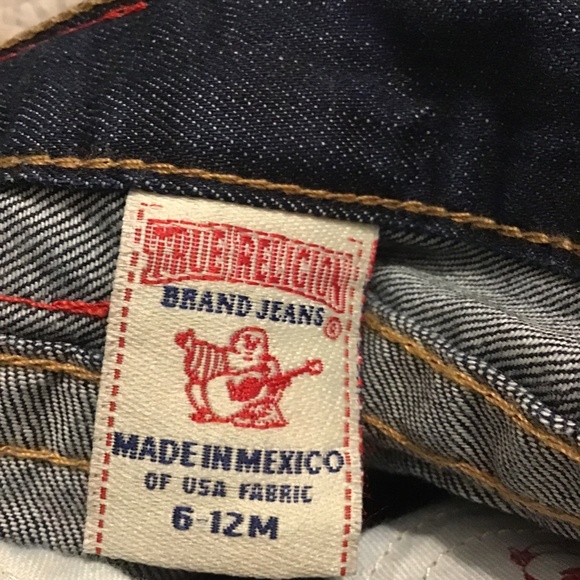 TRUE RELIGION
BRAND JEANS®
MADE IN MEXICO
OF USA FABRIC
6-12M